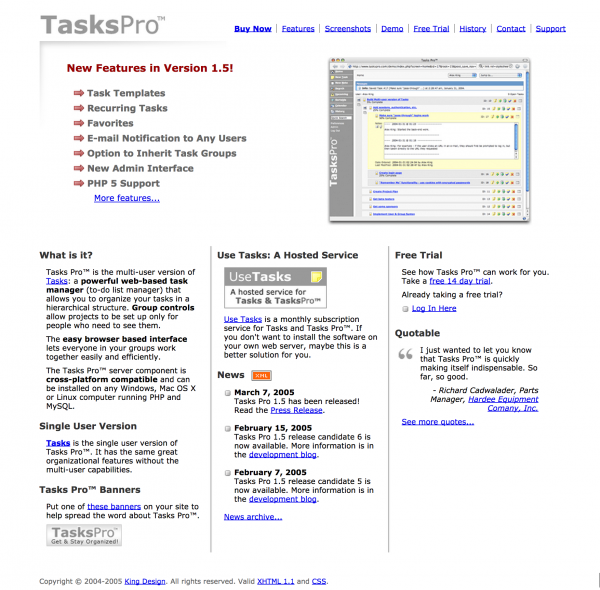 TasksPro™
Buy Now | Features | Screenshots | Demo | Free Trial | History | Contact | Support
New Features in Version 1.5!
Task Templates
Recurring Tasks
Favorites
E-mail Notification to Any Users
Option to Inherit Task Groups
New Admin Interface
PHP 5 Support
More features...
TasksPro
What is it?
Tasks Pro™ is the multi-user version of
Tasks: a powerful web-based task
manager (to-do list manager) that
allows you to organize your tasks in a
hierarchical structure. Group controls
allow projects to be set up only for
people who need to see them.
The easy browser based interface
lets everyone in your groups work
together easily and efficiently.
The Tasks Pro™ server component is
cross-platform compatible and can
be installed on any Windows, Mac OS X
or Linux computer running PHP and
MySQL.
Single User Version
Tasks is the single user version of
Tasks Pro™. It has the same great
organizational features without the
multi-user capabilities.
Tasks Pro™ Banners
Put one of these banners on your site to
help spread the word about Tasks Pro™.
TasksPro™
Get & Stay Organized!
Use Tasks: A Hosted Service
UseTasks
A hosted service for
Tasks & TasksPro™
Use Tasks is a monthly subscription
service for Tasks and Tasks Pro™. If
you don't want to install the software on
your own web server, maybe this is a
better solution for you.
News XML
March 7, 2005
Tasks Pro 1.5 has been released!
Read the Press Release.
February 15, 2005
Tasks Pro 1.5 release candidate 6 is
now available. More information is in
the development blog.
February 7, 2005
Tasks Pro 1.5 release candidate 5 is
now available. More information is in
the development blog.
News archive...
Free Trial
See how Tasks Pro™ can work for you.
Take a free 14 day trial.
Already taking a free trial?
Log In Here
Quotable
“ I just wanted to let you know
that Tasks Pro™ is quickly
making itself indispensable. So
far, so good.
- Richard Cadwalader, Parts
Manager, Hardee Equipment
Comany, Inc.
See more quotes...
Copyright © 2004-2005 King Design. All rights reserved. Valid XHTML 1.1 and CSS.